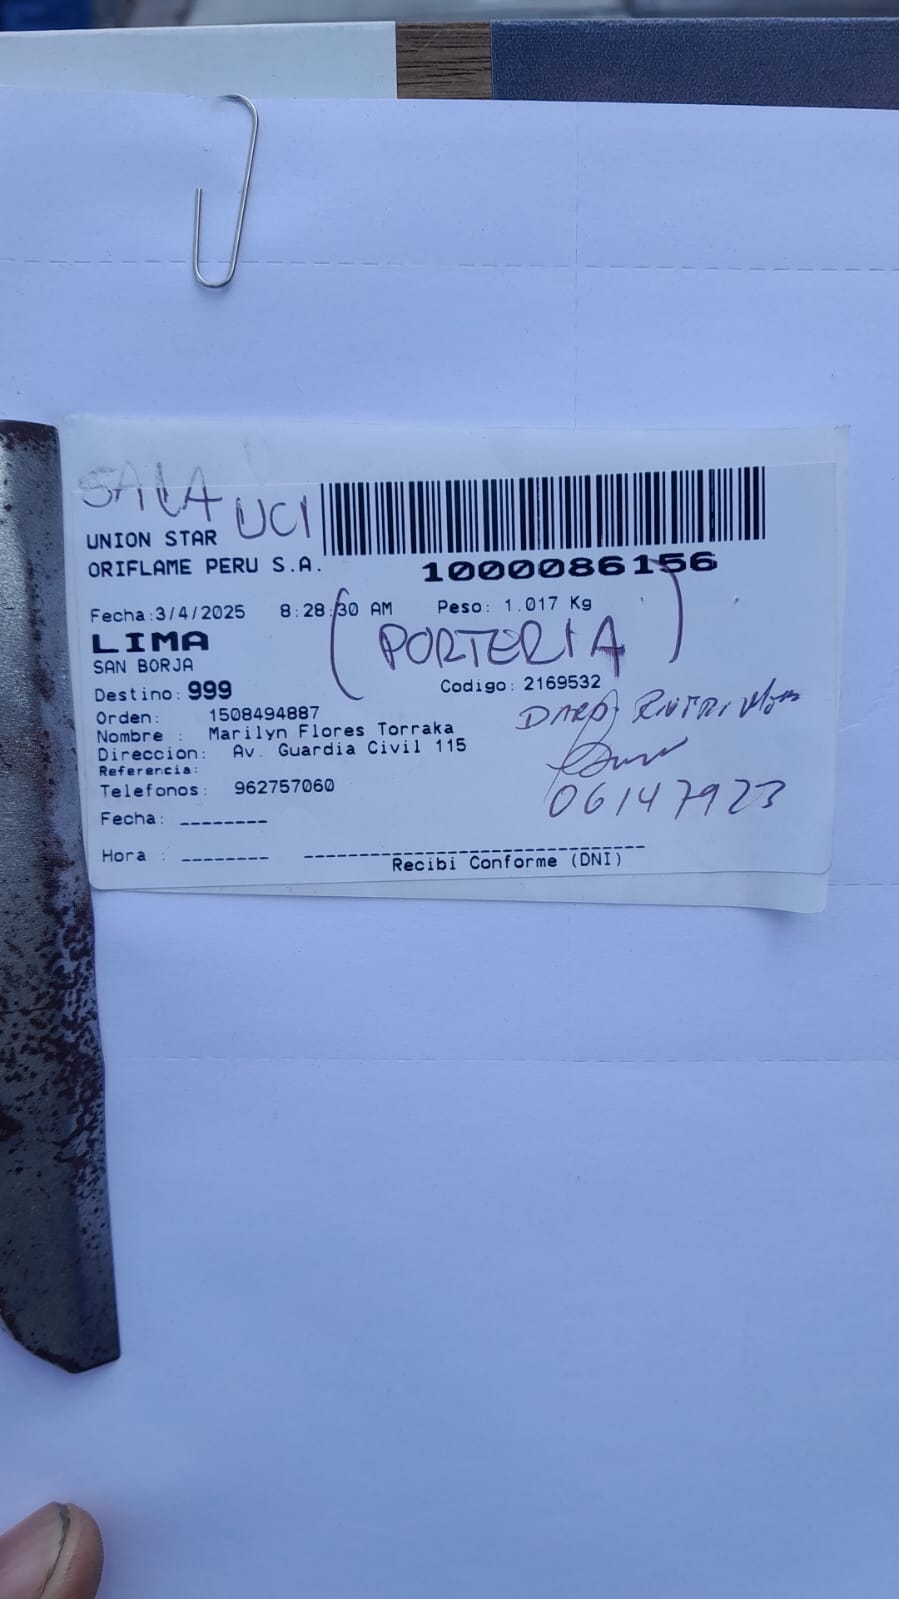 SALA UCI
UNION STAR
ORIFLAME PERU S.A.
1000086156
Fecha:3/4/2025 8:28:30 AM Peso: 1.017 Kg
LIMA
(PORTERIA)
SAN BORJA
Destino: 999 Codigo: 2169532
Orden: 1508494887
Nombre : Marilyn Flores Torraka
Direccion: Av. Guardia Civil 115
Referencia:
Telefonos: 962757060
06147923
Fecha: ________
Hora : ________
Recibi Conforme (DNI)